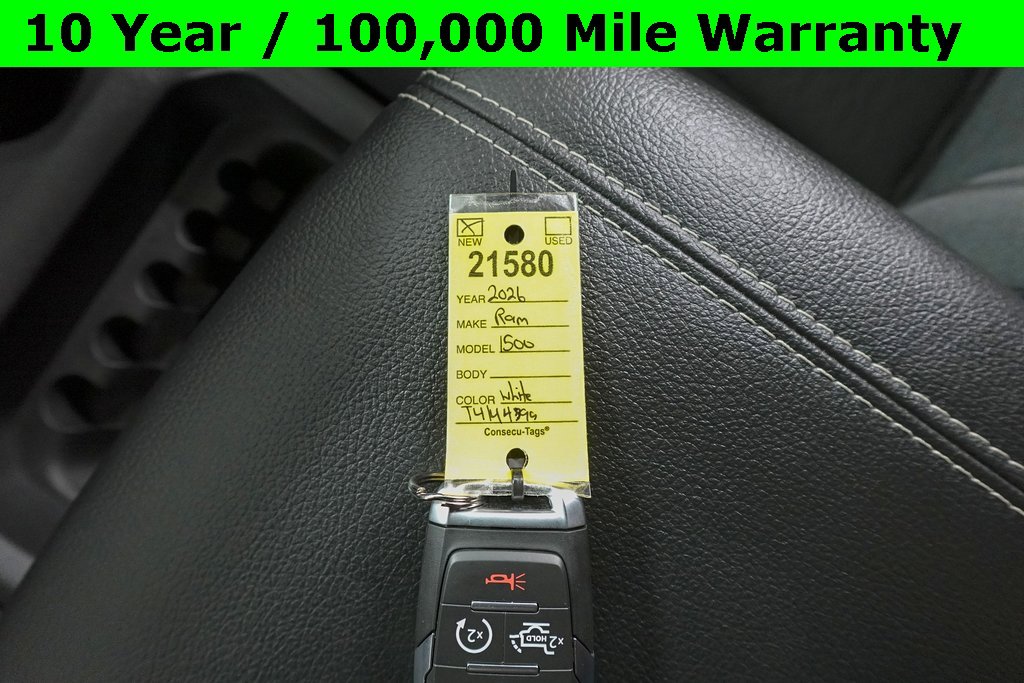 10 Year / 100,000 Mile Warranty
NEW USED
21580
YEAR 2026
MAKE Ram
MODEL 1500
BODY
COLOR White
Consecu-Tags®
x2 HOLD x2